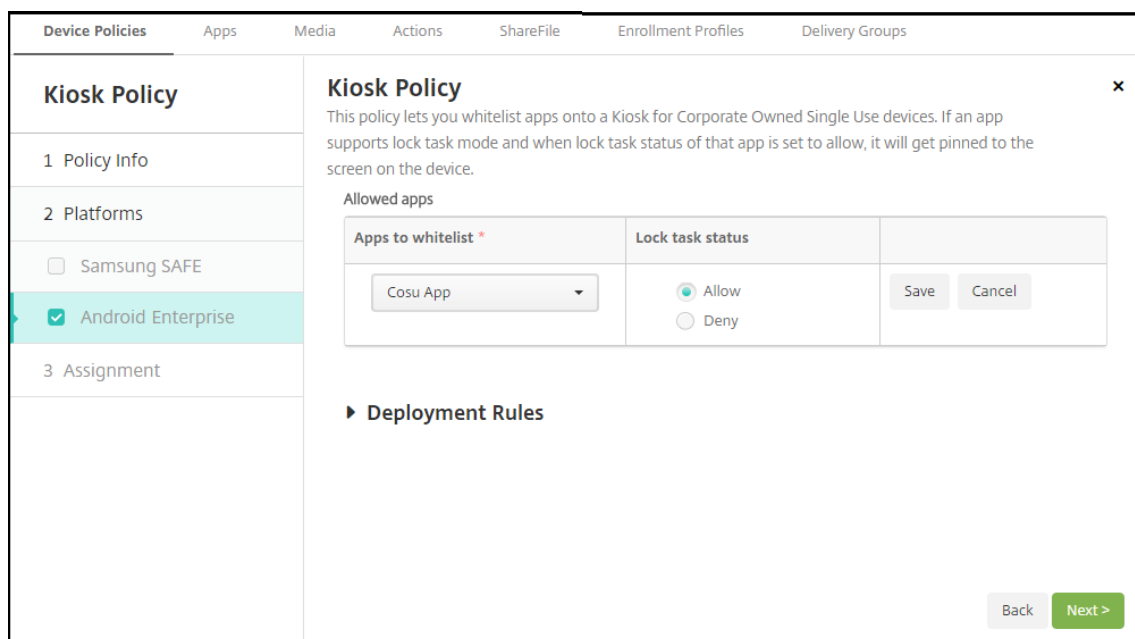 Device Policies Apps Media Actions ShareFile Enrollment Profiles Delivery Groups
Kiosk Policy
1 Policy Info
2 Platforms
Samsung SAFE
Android Enterprise
3 Assignment
Kiosk Policy
This policy lets you whitelist apps onto a Kiosk for Corporate Owned Single Use devices. If an app
supports lock task mode and when lock task status of that app is set to allow, it will get pinned to the
screen on the device.
Allowed apps
Apps to whitelist * Lock task status
Cosu App Allow Save Cancel
Deny
Deployment Rules
Back Next >